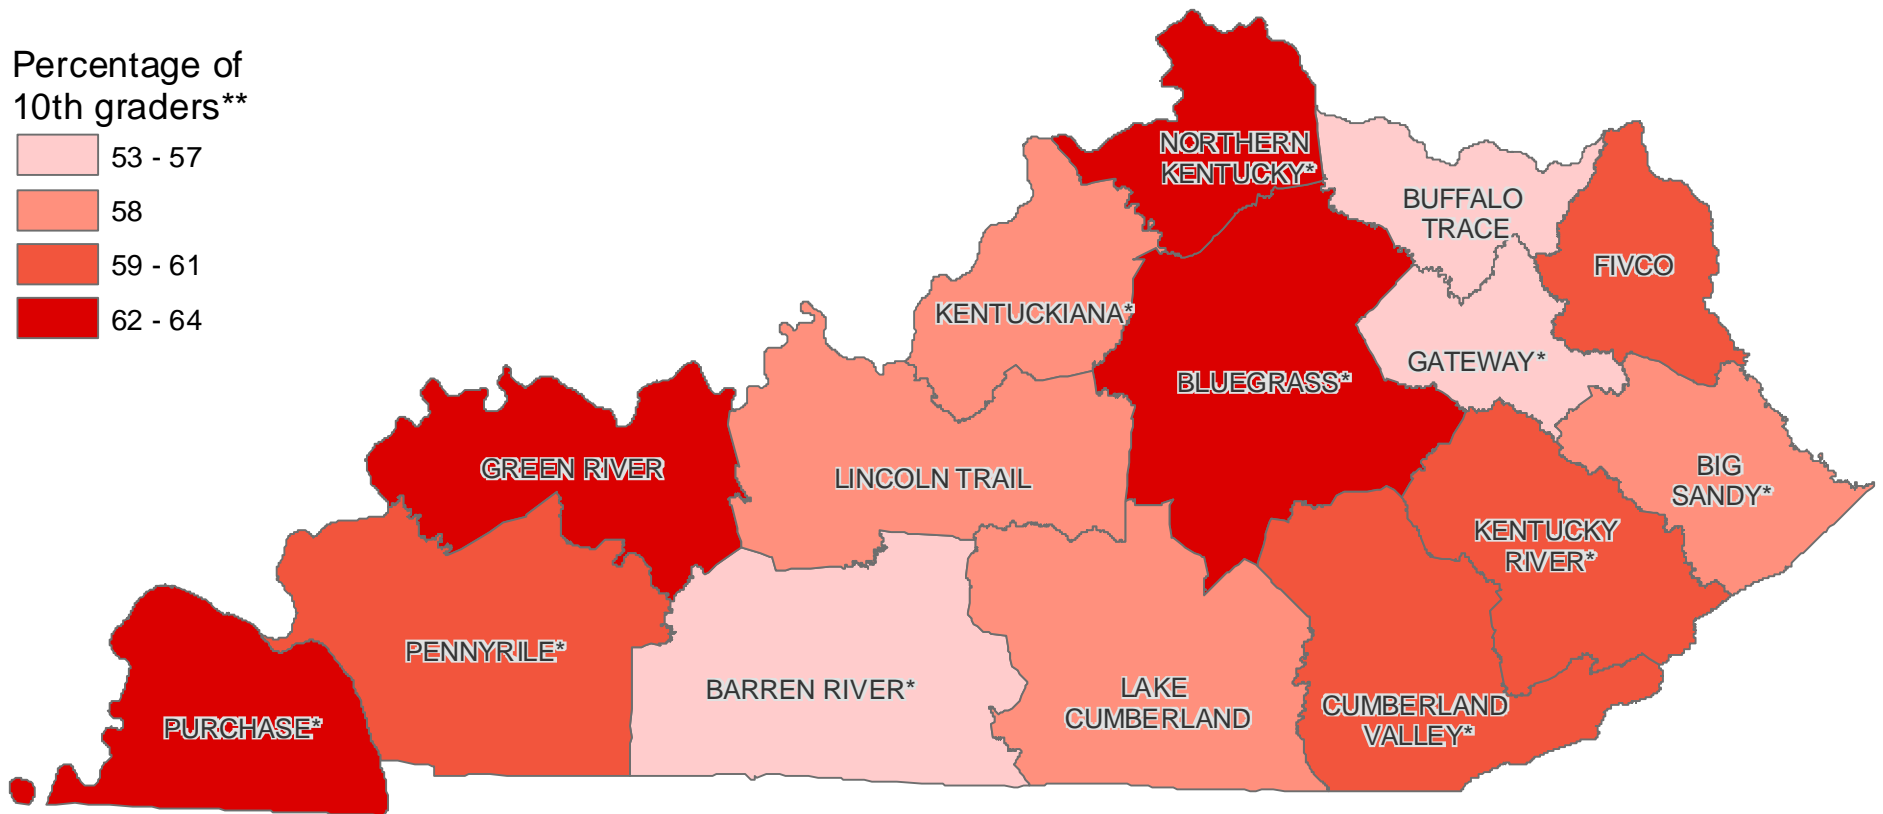 Percentage of
10th graders**
53 - 57
58
59 - 61
62 - 64
NORTHERN
KENTUCKY*
BUFFALO
TRACE
FIVCO
KENTUCKIANA*
GATEWAY*
BLUEGRASS*
GREEN RIVER
LINCOLN TRAIL
BIG
SANDY*
KENTUCKY
RIVER*
PENNYRILE*
BARREN RIVER*
LAKE
CUMBERLAND
CUMBERLAND
VALLEY*
PURCHASE*